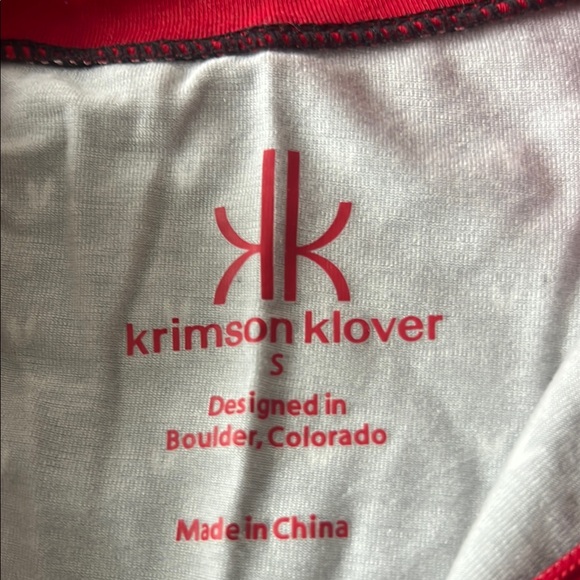 krimson klover
S
Designed in
Boulder, Colorado
Made in China